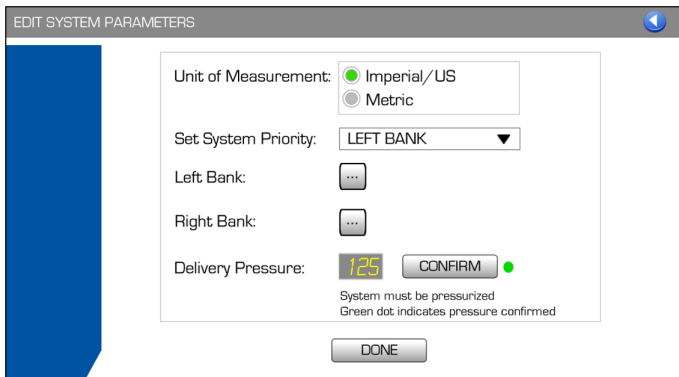 EDIT SYSTEM PARAMETERS
Unit of Measurement: Imperial/US
Metric
Set System Priority: LEFT BANK
Left Bank: ...
Right Bank: ...
Delivery Pressure: 125 CONFIRM
System must be pressurized
Green dot indicates pressure confirmed
DONE